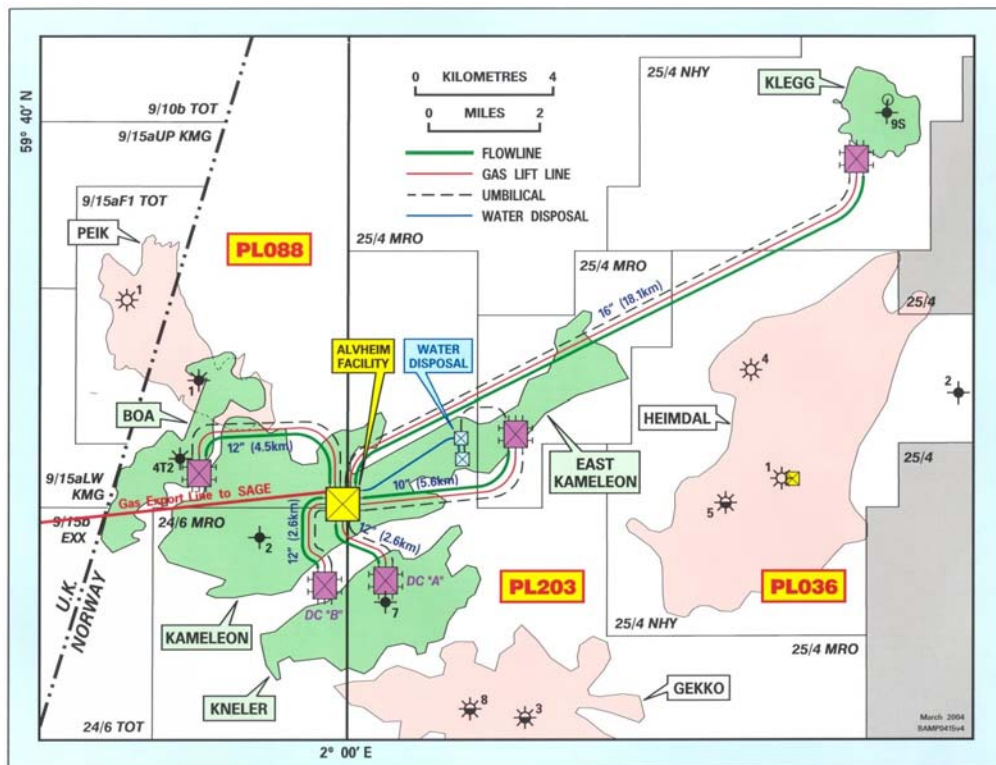 59° 40' N
9/10b TOT
9/15aUP KMG
9/15aF1 TOT
PEIK
1
PL088
0 KILOMETRES 4
0 MILES 2
FLOWLINE
GAS LIFT LINE
UMBILICAL
WATER DISPOSAL
25/4 NHY
KLEGG
9S
25/4 MRO
25/4 MRO
25/4
16" (18.1km)
ALVHEIM
FACILITY
WATER
DISPOSAL
4
2
HEIMDAL
1
BOA
12" (4.5km)
4T2
9/15aLW
KMG
Gas Export Line to SAGE
10" (5.6km)
EAST
KAMELEON
1
5
25/4
9/15b
EXX
24/6 MRO
2
12" (2.6km)
12" (2.6km)
DC "B"
DC "A"
7
PL203
PL036
U.K.
NORWAY
KAMELEON
KNELER
25/4 NHY
25/4 MRO
GEKKO
8
3
24/6 TOT
March 2004
BAMP0415v4
2° 00' E